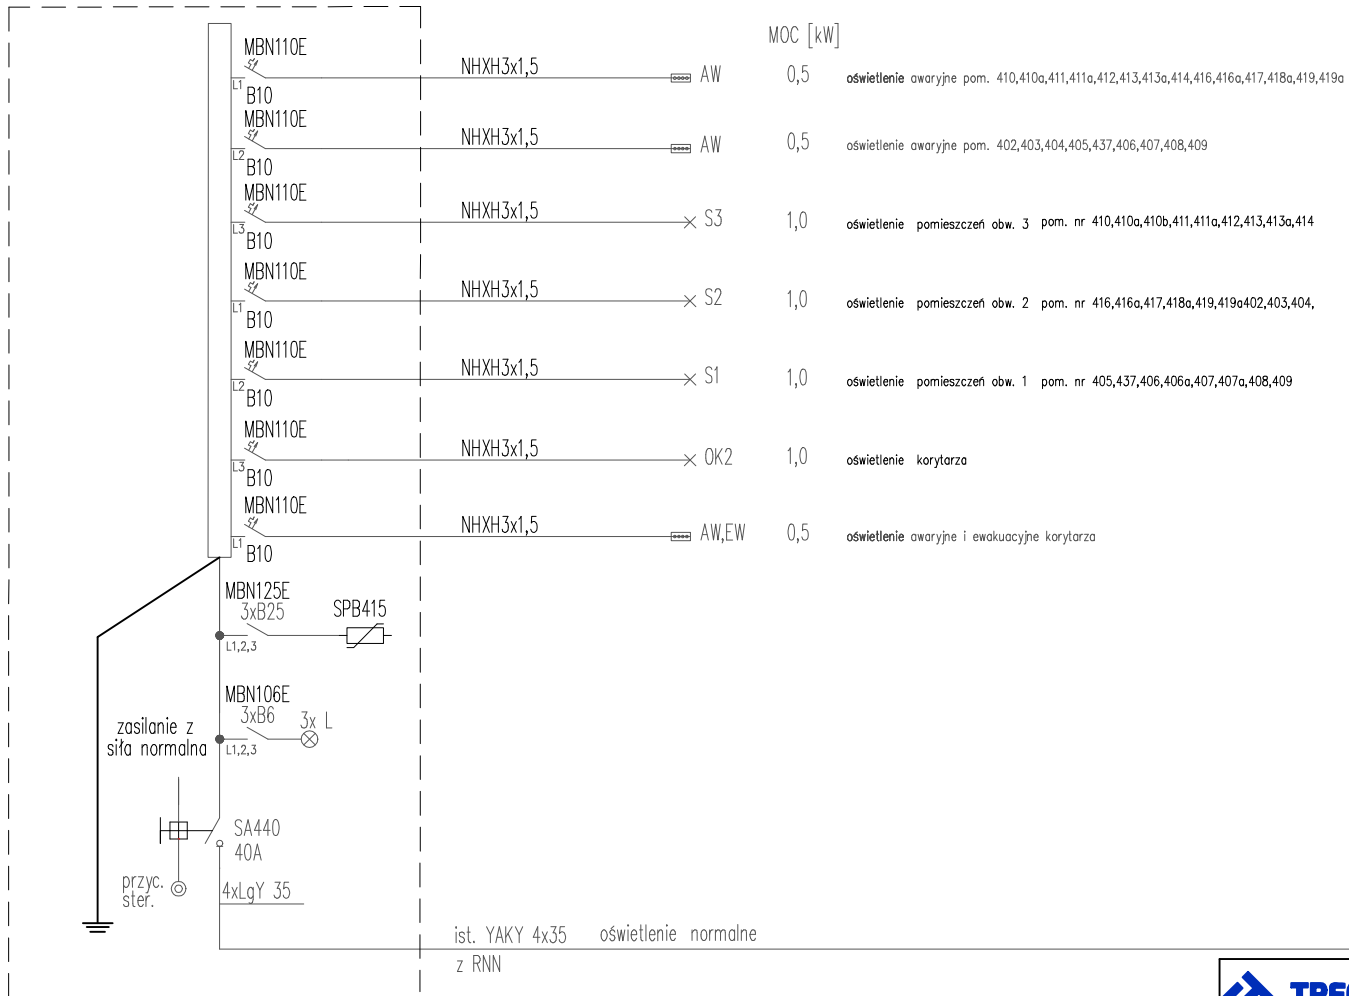 MOC [kW]
MBN110E
L1
B10
NHXH3x1,5
AW
0,5
oświetlenie awaryjne pom. 410,410a,411,411a,412,413,413a,414,416,416a,417,418a,419,419a
MBN110E
L2
B10
NHXH3x1,5
AW
0,5
oświetlenie awaryjne pom. 402,403,404,405,437,406,407,408,409
MBN110E
L3
B10
NHXH3x1,5
S3
1,0
oświetlenie pomieszczeń obw. 3 pom. nr 410,410a,410b,411,411a,412,413,413a,414
MBN110E
L1
B10
NHXH3x1,5
S2
1,0
oświetlenie pomieszczeń obw. 2 pom. nr 416,416a,417,418a,419,419a402,403,404,
MBN110E
L2
B10
NHXH3x1,5
S1
1,0
oświetlenie pomieszczeń obw. 1 pom. nr 405,437,406,406a,407,407a,408,409
MBN110E
L3
B10
NHXH3x1,5
OK2
1,0
oświetlenie korytarza
MBN110E
L1
B10
NHXH3x1,5
AW,EW
0,5
oświetlenie awaryjne i ewakuacyjne korytarza
MBN125E
3xB25
L1,2,3
SPB415
MBN106E
3xB6
L1,2,3
3x L
zasilanie z
siła normalna
SA440
40A
przyc.
ster.
4xLgY 35
ist. YAKY 4x35 oświetlenie normalne
z RNN